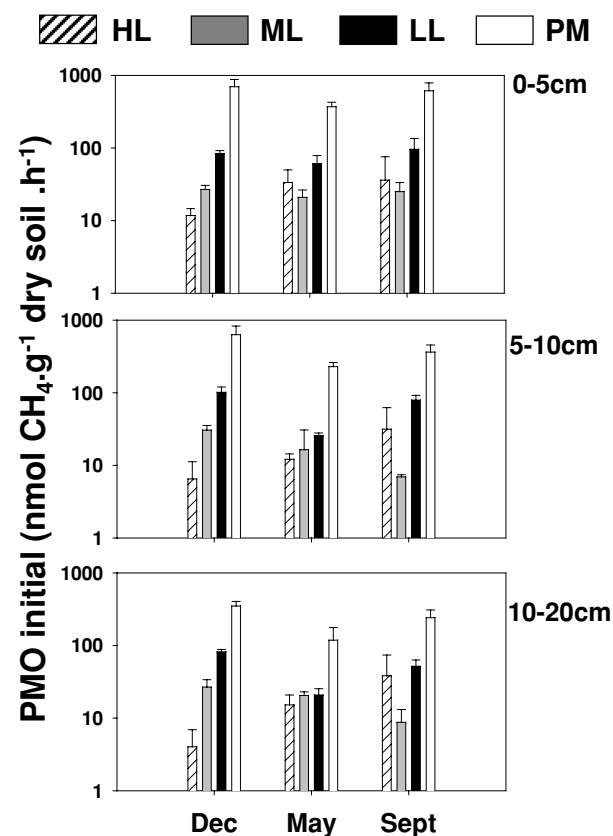 HL ML LL PM
PMO initial (nmol CH₄.g⁻¹ dry soil .h⁻¹)
0-5cm
1000
100
10
1
5-10cm
1000
100
10
1
10-20cm
1000
100
10
1
Dec May Sept